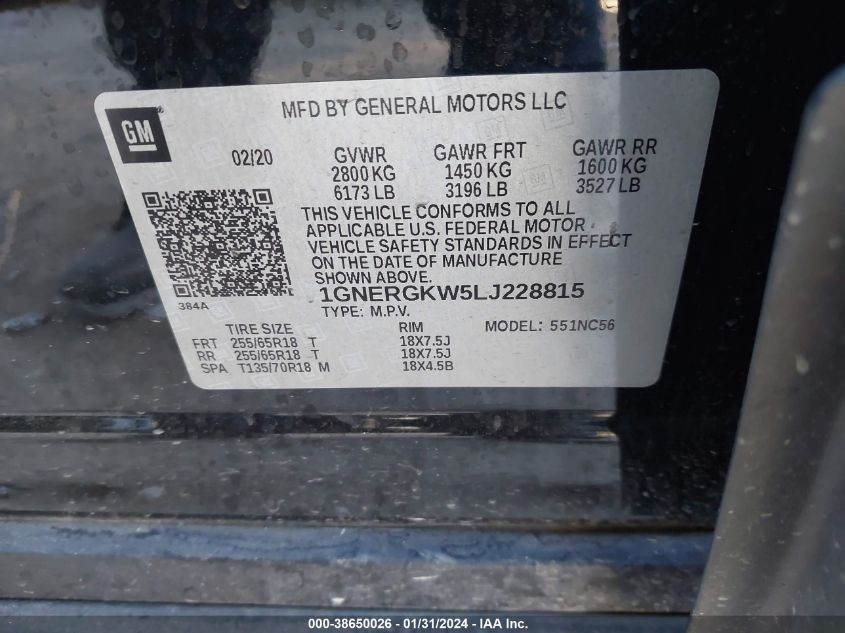 GM
MFD BY GENERAL MOTORS LLC
02/20 GVWR GAWR FRT GAWR RR
2800 KG 1450 KG 1600 KG
6173 LB 3196 LB 3527 LB
THIS VEHICLE CONFORMS TO ALL
APPLICABLE U.S. FEDERAL MOTOR
VEHICLE SAFETY STANDARDS IN EFFECT
ON THE DATE OF MANUFACTURE
SHOWN ABOVE.
384A
1GNERGKW5LJ228815
TYPE: M.P.V. MODEL: 551NC56
TIRE SIZE RIM
FRT 255/65R18 T 18X7.5J
RR 255/65R18 T 18X7.5J
SPA T135/70R18 M 18X4.5B
000-38650026 - 01/31/2024 - IAA Inc.